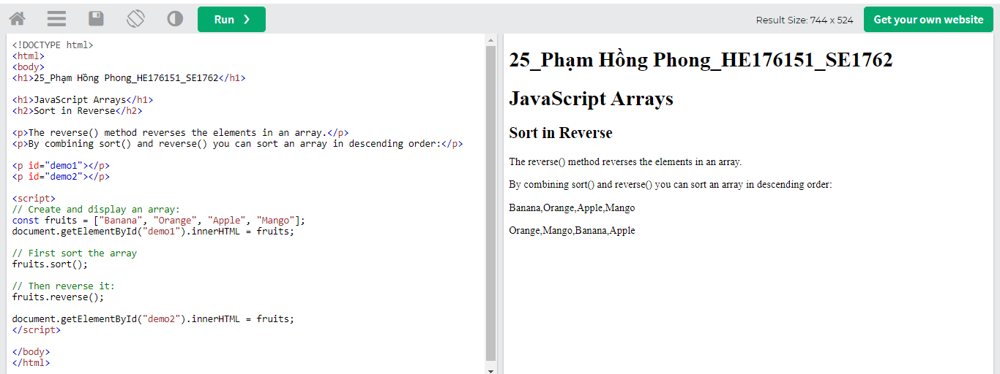 Run ❯
Result Size: 744 x 524
Get your own website
<!DOCTYPE html>
<html>
<body>
<h1>25_Phạm Hồng Phong_HE176151_SE1762</h1>
<h1>JavaScript Arrays</h1>
<h2>Sort in Reverse</h2>
<p>The reverse() method reverses the elements in an array.</p>
<p>By combining sort() and reverse() you can sort an array in descending order:</p>
<p id="demo1"></p>
<p id="demo2"></p>
<script>
// Create and display an array:
const fruits = ["Banana", "Orange", "Apple", "Mango"];
document.getElementById("demo1").innerHTML = fruits;
// First sort the array
fruits.sort();
// Then reverse it:
fruits.reverse();
document.getElementById("demo2").innerHTML = fruits;
</script>
</body>
</html>
25_Phạm Hồng Phong_HE176151_SE1762
JavaScript Arrays
Sort in Reverse
The reverse() method reverses the elements in an array.
By combining sort() and reverse() you can sort an array in descending order:
Banana,Orange,Apple,Mango
Orange,Mango,Banana,Apple